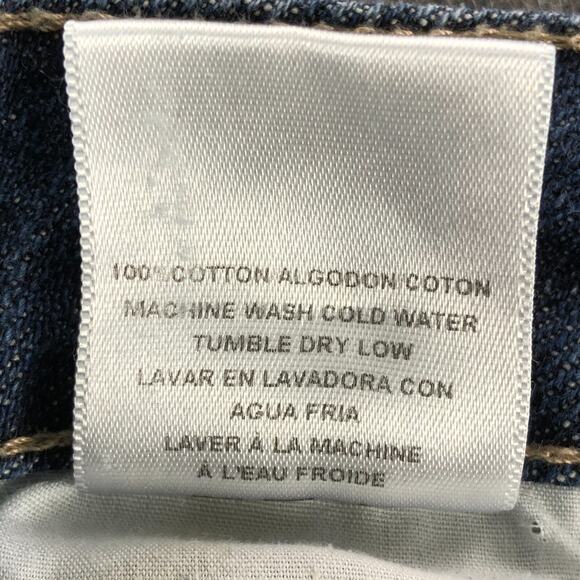 100% COTTON ALGODON COTON
MACHINE WASH COLD WATER
TUMBLE DRY LOW
LAVAR EN LAVADORA CON
AGUA FRIA
LAVER A LA MACHINE
À L'EAU FROIDE